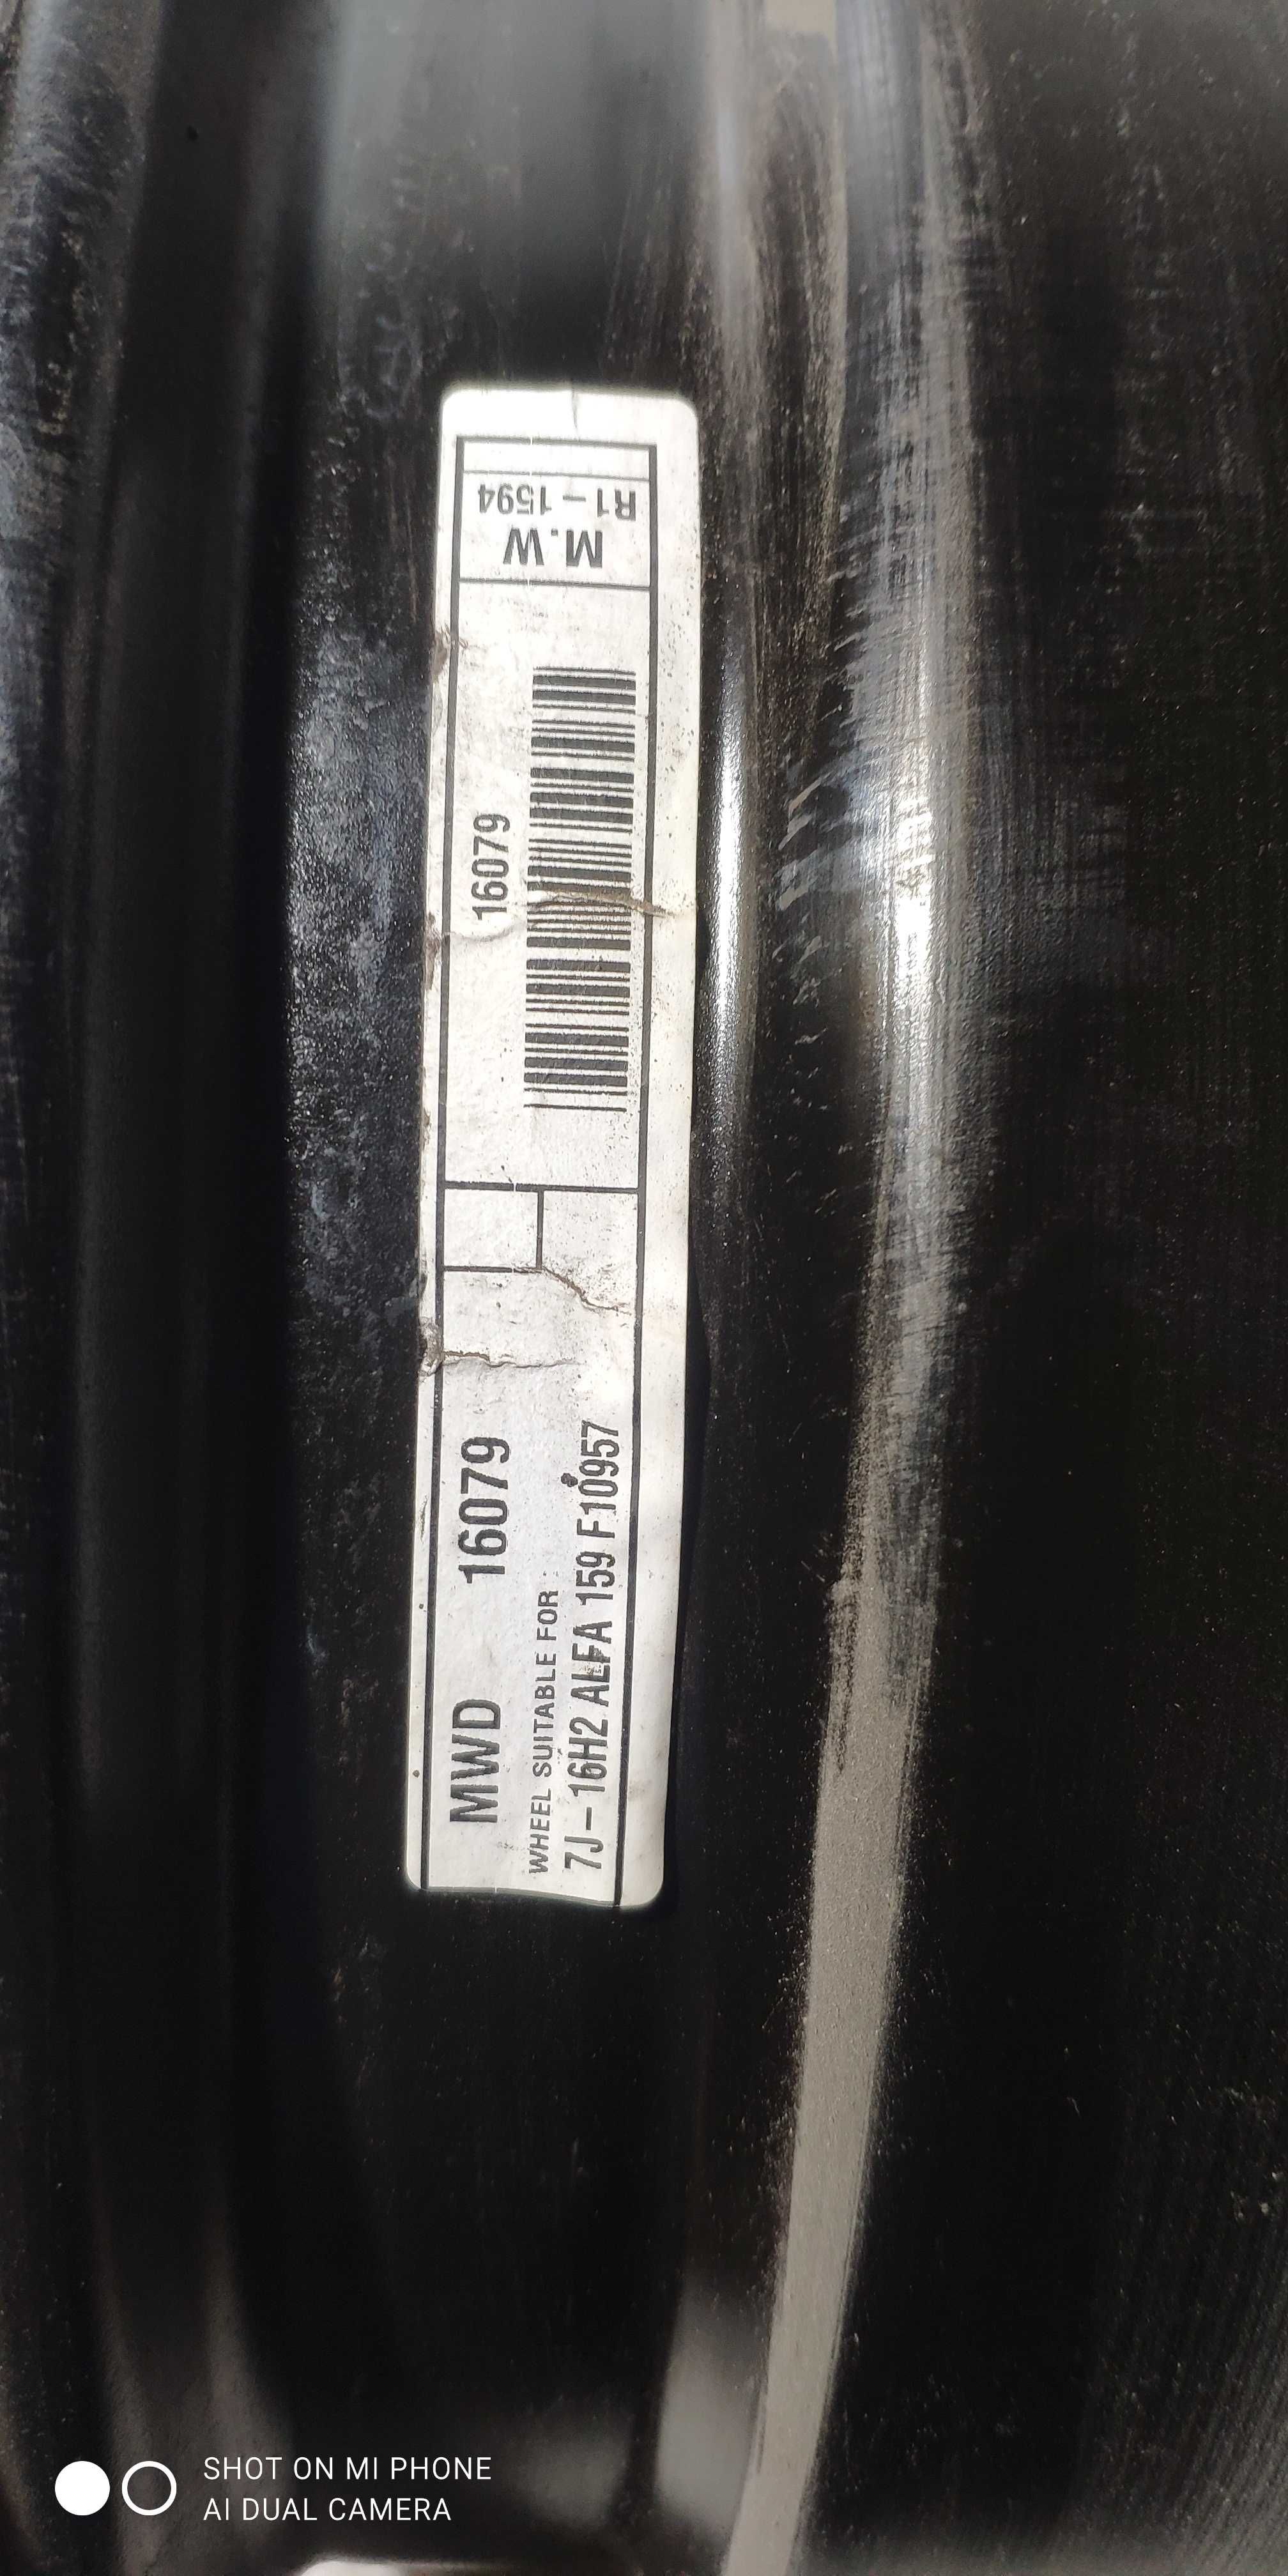 MWD 16079
WHEEL SUITABLE FOR :
7J-16H2 ALFA 159 F10957
16079
M.W
R1-1594
SHOT ON MI PHONE
AI DUAL CAMERA